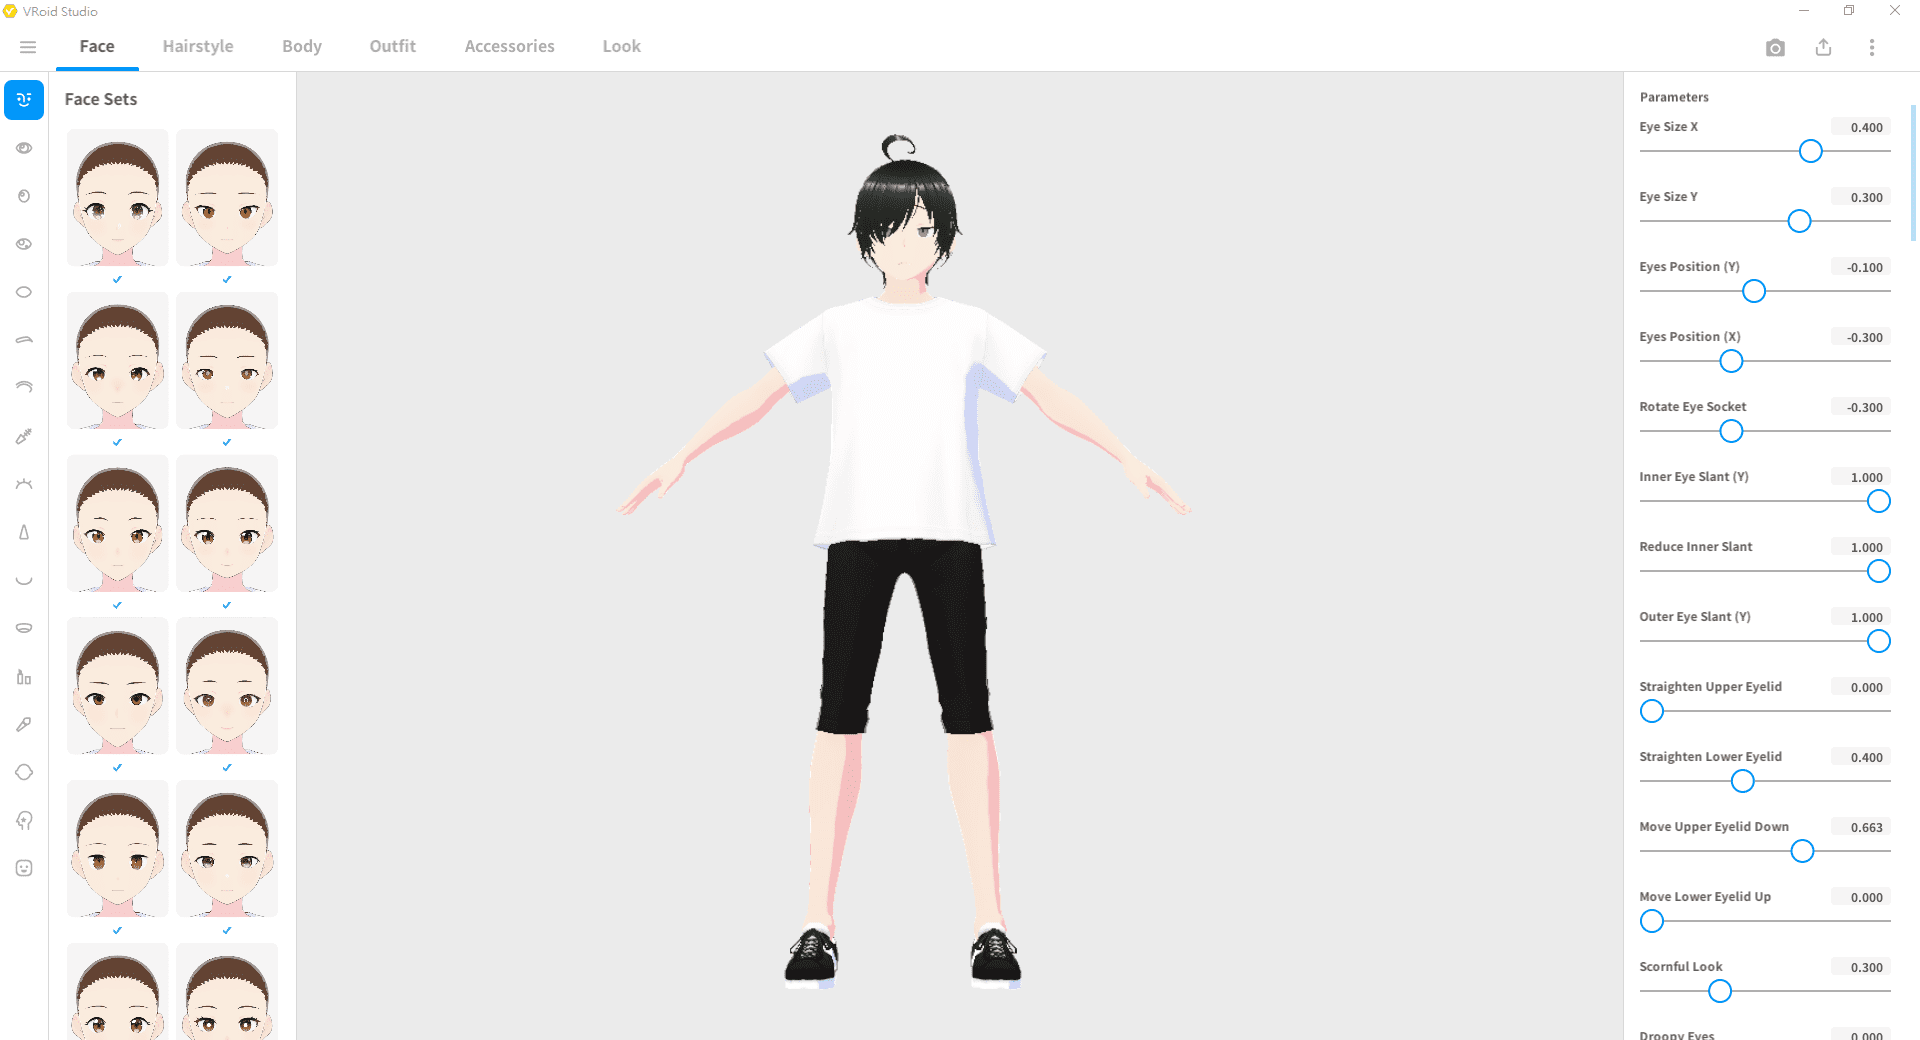 VRoid Studio
Face
Hairstyle
Body
Outfit
Accessories
Look
Face Sets
Parameters
Eye Size X
0.400
Eye Size Y
0.300
Eyes Position (Y)
-0.100
Eyes Position (X)
-0.300
Rotate Eye Socket
-0.300
Inner Eye Slant (Y)
1.000
Reduce Inner Slant
1.000
Outer Eye Slant (Y)
1.000
Straighten Upper Eyelid
0.000
Straighten Lower Eyelid
0.400
Move Upper Eyelid Down
0.663
Move Lower Eyelid Up
0.000
Scornful Look
0.300
Droopy Eyes
0.000